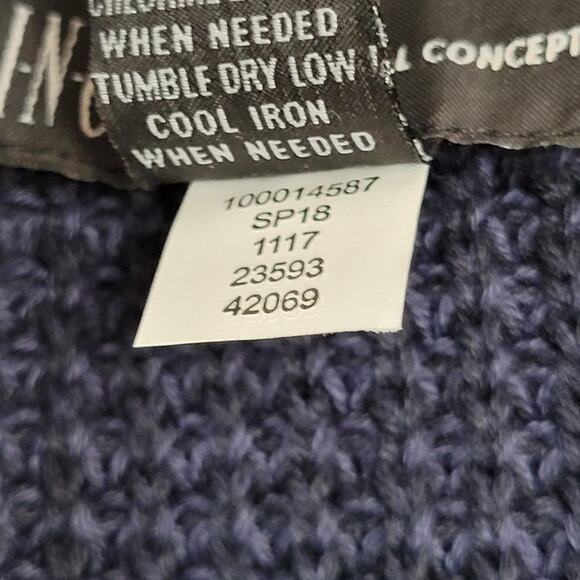 WHEN NEEDED
TUMBLE DRY LOW
COOL IRON
WHEN NEEDED
I-N-
L CONCEPT
100014587
SP18
1117
23593
42069